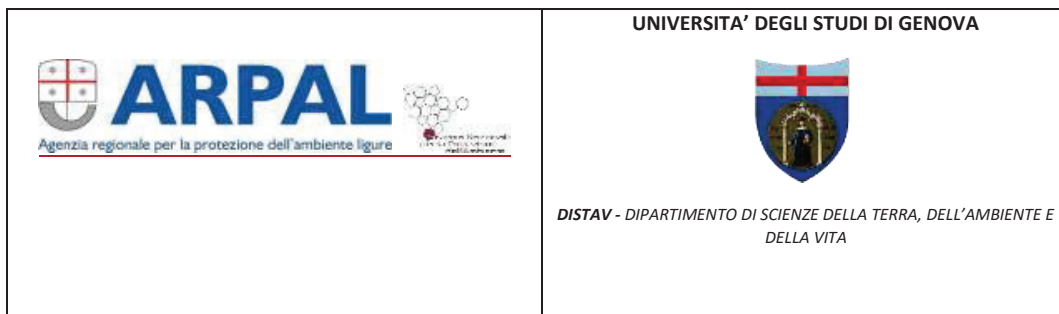 ARPAL
Agenzia regionale per la protezione dell'ambiente ligure
UNIVERSITA' DEGLI STUDI DI GENOVA
DISTAV - DIPARTIMENTO DI SCIENZE DELLA TERRA, DELL'AMBIENTE E
DELLA VITA